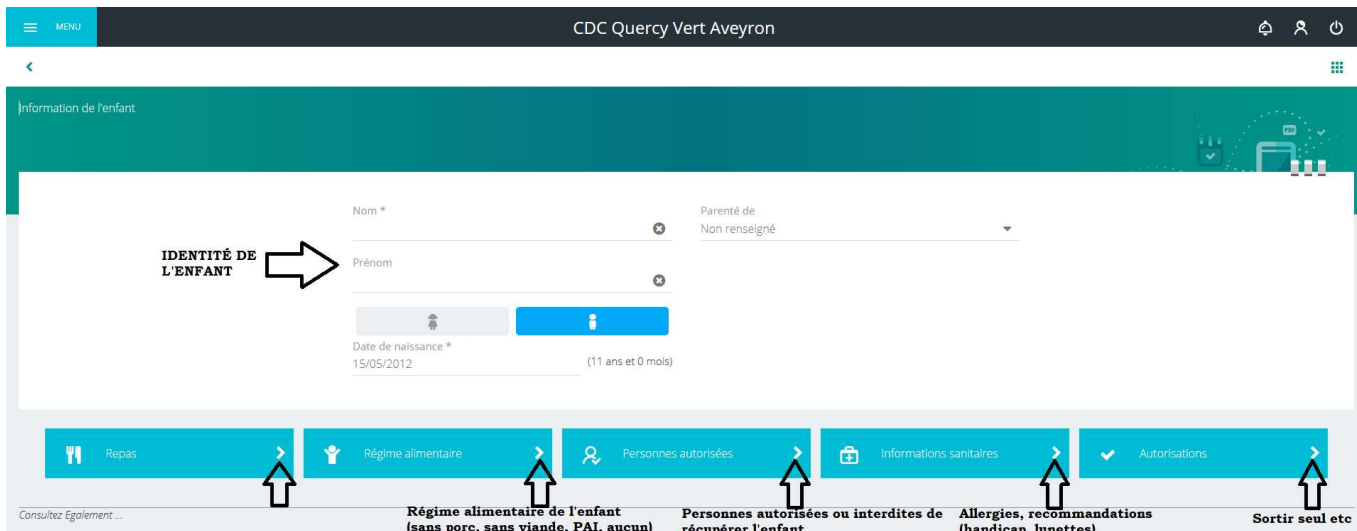 MENU
CDC Quercy Vert Aveyron
Information de l'enfant
PDF
Nom *
Parenté de
Non renseigné
IDENTITÉ DE
L'ENFANT
Prénom
Date de naissance *
15/05/2012
(11 ans et 0 mois)
Repas
Régime alimentaire
Personnes autorisées
Informations sanitaires
Autorisations
Consultez Egalement ...
Régime alimentaire de l'enfant
(sans porc, sans viande, PAI, aucun)
Personnes autorisées ou interdites de
récupérer l'enfant
Allergies, recommandations
(handicap, lunettes)
Sortir seul etc